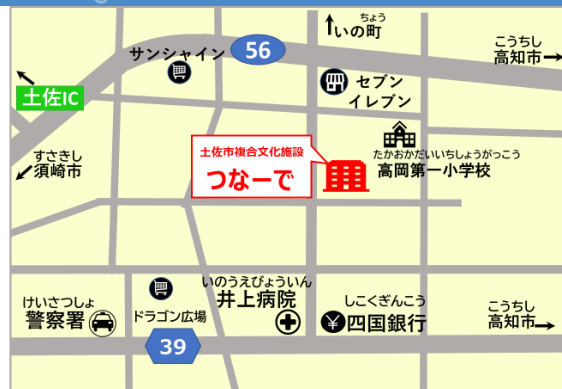 ちょう
いの町
サンシャイン
56
こうちし
高知市
土佐IC
セブン
イレブン
土佐市複合文化施設
つなーで
たかおかだいいちしょうがっこう
高岡第一小学校
すさきし
須崎市
いのうえびょういん
井上病院
けいさつしょ
警察署
ドラゴン広場
しこくぎんこう
¥四国銀行
こうちし
高知市
39